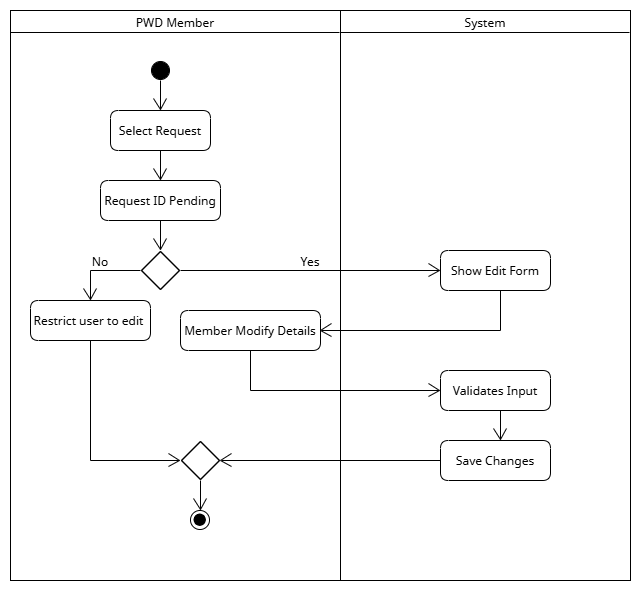 PWD Member
System
Select Request
Request ID Pending
No
Yes
Show Edit Form
Restrict user to edit
Member Modify Details
Validates Input
Save Changes